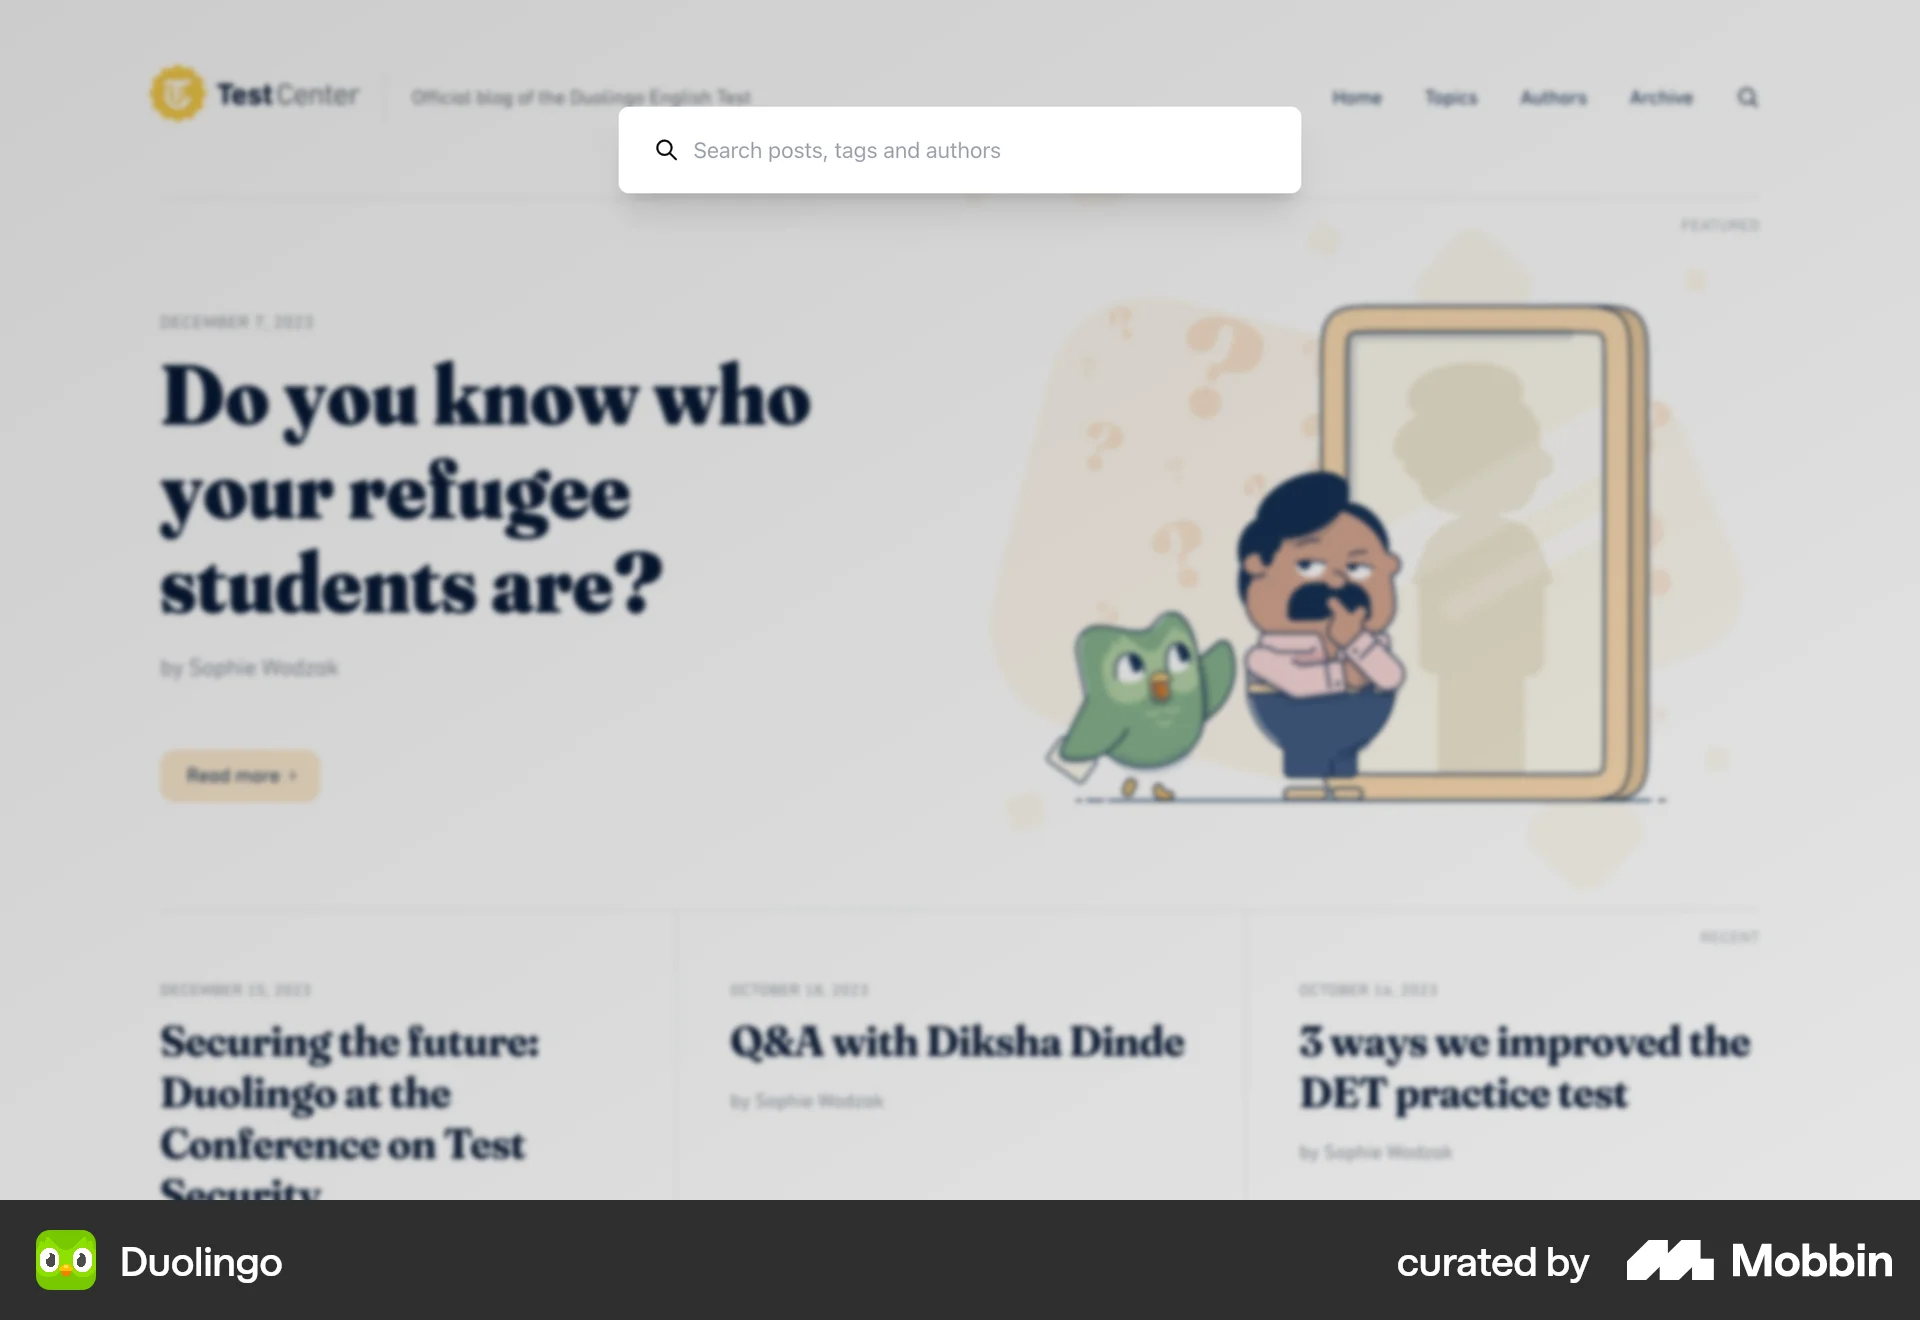 TestCenter
Official blog of the Duolingo English Test
Home Topics Authors Archive
Search posts, tags and authors
FEATURED
DECEMBER 7, 2023
Do you know who
your refugee
students are?
by Sophie Wodzak
Read more ›
RECENT
DECEMBER 15, 2023
Securing the future:
Duolingo at the
Conference on Test
Security
OCTOBER 18, 2023
Q&A with Diksha Dinde
by Sophie Wodzak
OCTOBER 16, 2023
3 ways we improved the
DET practice test
by Sophie Wodzak
Duolingo
curated by Mobbin